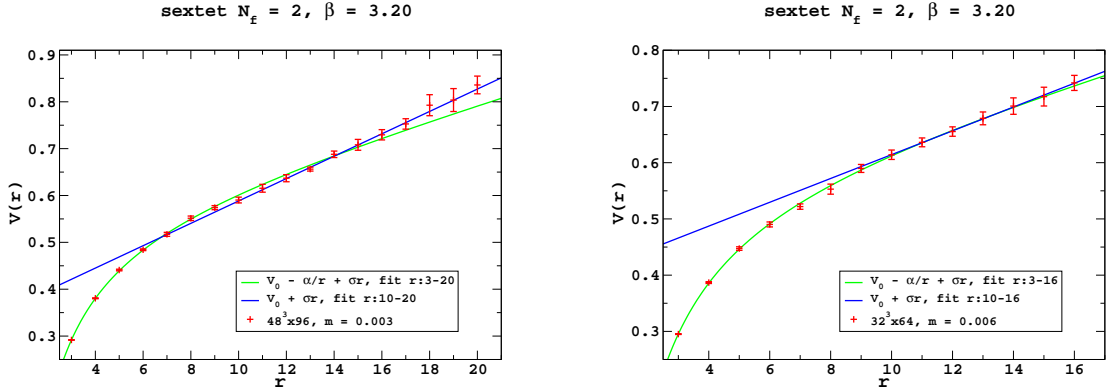 sextet N_f = 2, β = 3.20
V(r)
0.9
0.8
0.7
0.6
0.5
0.4
0.3
V_0 - α/r + σr, fit r:3-20
V_0 + σr, fit r:10-20
48^3x96, m = 0.003
4 6 8 10 12 14 16 18 20
r
sextet N_f = 2, β = 3.20
V(r)
0.8
0.7
0.6
0.5
0.4
0.3
V_0 - α/r + σr, fit r:3-16
V_0 + σr, fit r:10-16
32^3x64, m = 0.006
4 6 8 10 12 14 16
r